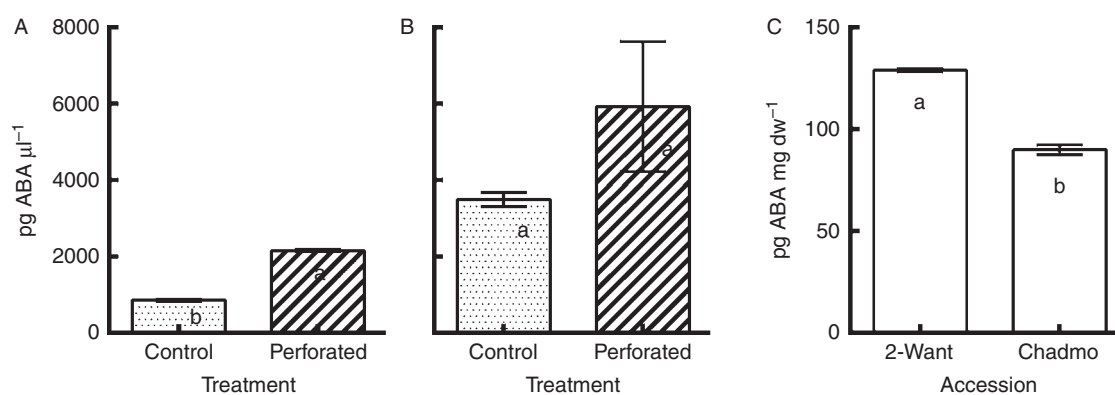 A
8000
6000
4000
2000
0
pg ABA µl⁻¹
b
a
Control
Perforated
Treatment
B
a
a
Control
Perforated
Treatment
C
150
100
50
0
pg ABA mg dw⁻¹
a
b
2-Want
Chadmo
Accession